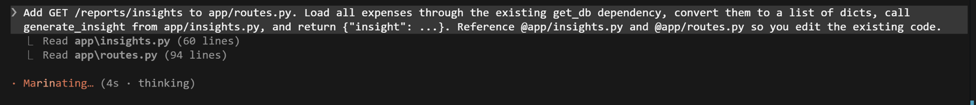 > Add GET /reports/insights to app/routes.py. Load all expenses through the existing get_db dependency, convert them to a list of dicts, call
generate_insight from app/insights.py, and return {"insight": ...}. Reference @app/insights.py and @app/routes.py so you edit the existing code.
⎿ Read app\insights.py (60 lines)
⎿ Read app\routes.py (94 lines)
· Marinating… (4s · thinking)